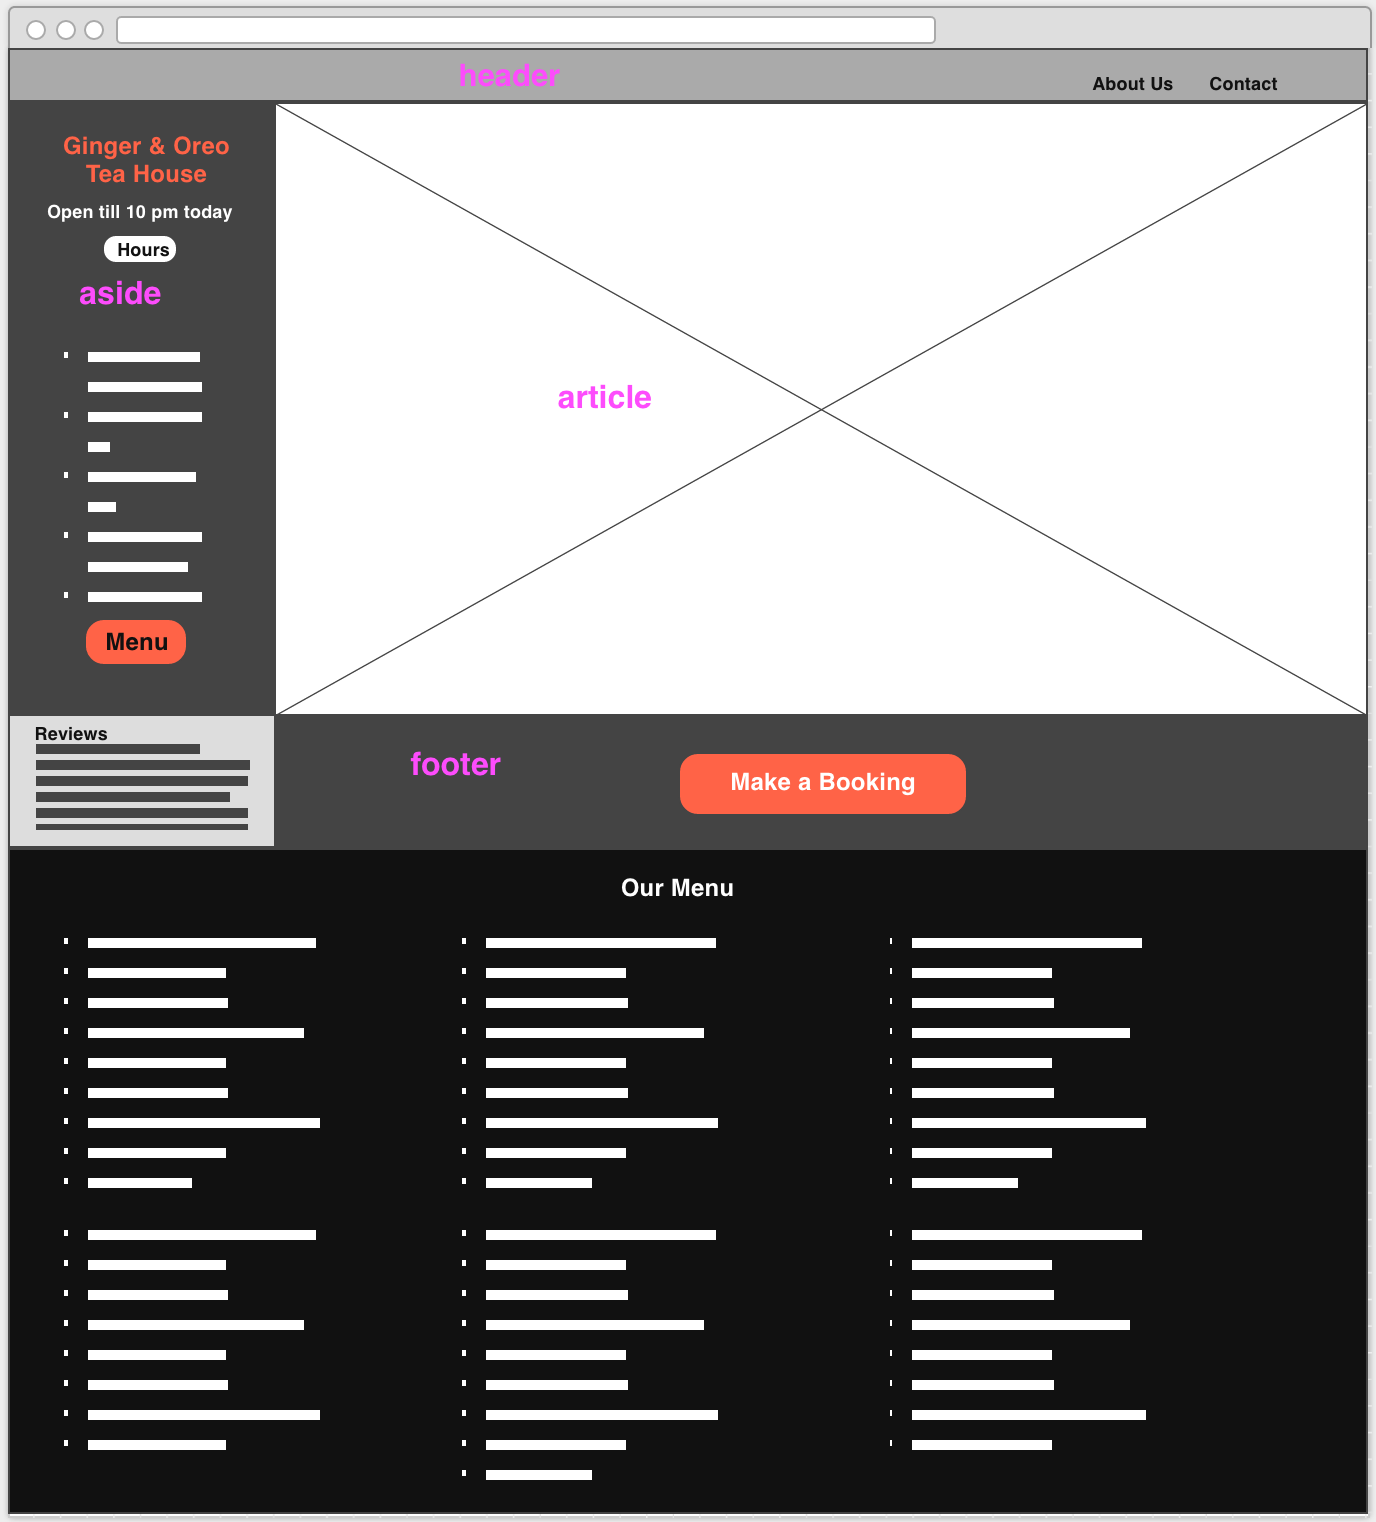 header
About Us
Contact
Ginger & Oreo
Tea House
Open till 10 pm today
Hours
aside
article
Menu
Reviews
footer
Make a Booking
Our Menu